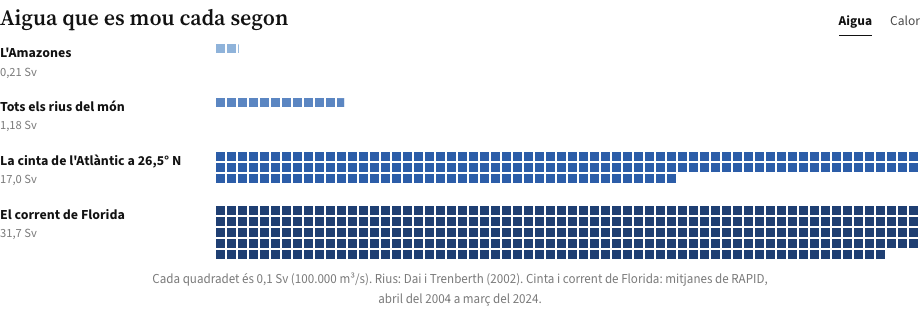 Aigua que es mou cada segon
Aigua Calor
L'Amazones
0,21 Sv
Tots els rius del món
1,18 Sv
La cinta de l'Atlàntic a 26,5° N
17,0 Sv
El corrent de Florida
31,7 Sv
Cada quadradet és 0,1 Sv (100.000 m³/s). Rius: Dai i Trenberth (2002). Cinta i corrent de Florida: mitjanes de RAPID,
abril del 2004 a març del 2024.